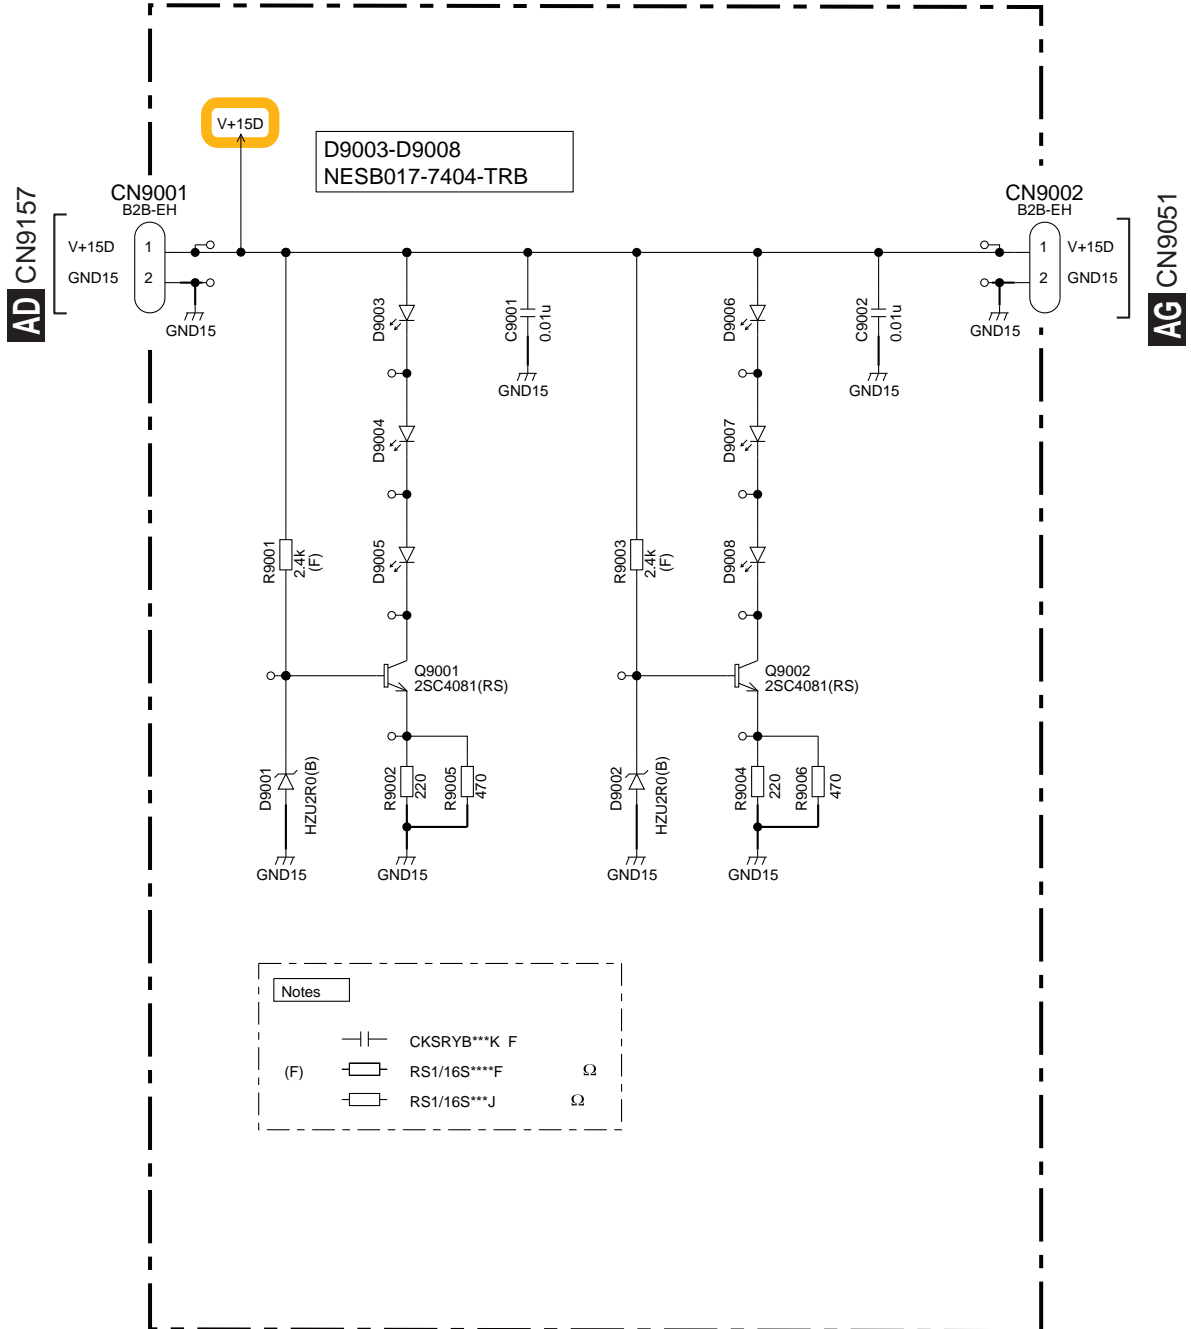 V+15D
D9003-D9008
NESB017-7404-TRB
AD CN9157
CN9001
B2B-EH
V+15D
1
GND15
2
GND15
CN9002
B2B-EH
1
V+15D
2
GND15
GND15
AG CN9051
D9003
C9001
0.01u
GND15
D9006
C9002
0.01u
GND15
D9004
D9007
R9001
2.4k
(F)
D9005
R9003
2.4k
(F)
D9008
Q9001
2SC4081(RS)
Q9002
2SC4081(RS)
D9001
HZU2R0(B)
R9002
220
R9005
470
D9002
HZU2R0(B)
R9004
220
R9006
470
GND15
GND15
GND15
GND15
Notes
CKSRYB***K F
(F) RS1/16S****F Ω
RS1/16S***J Ω